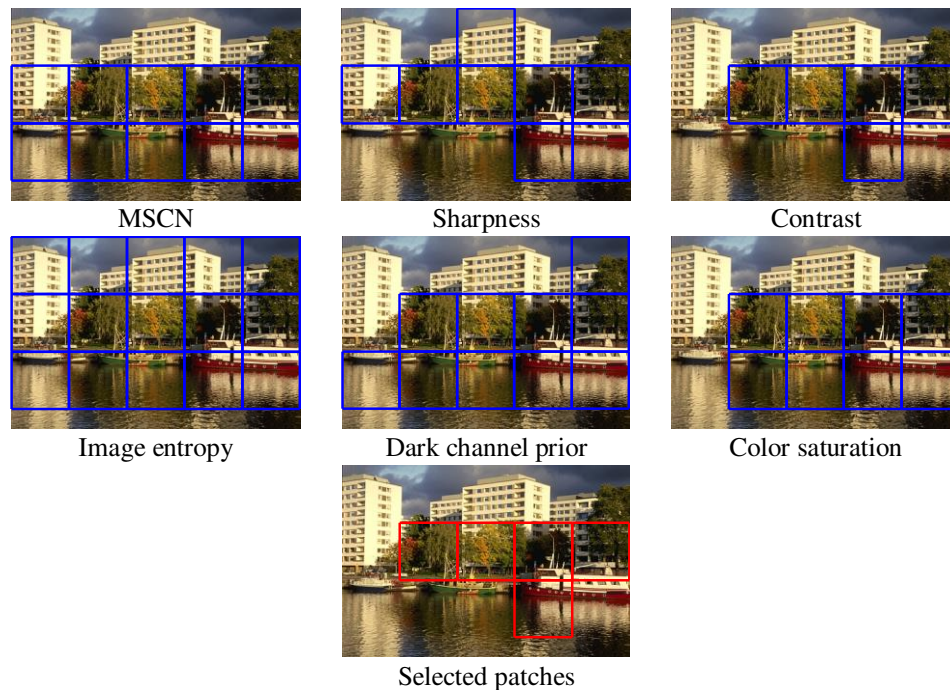 MSCN
Sharpness
Contrast
Image entropy
Dark channel prior
Color saturation
Selected patches